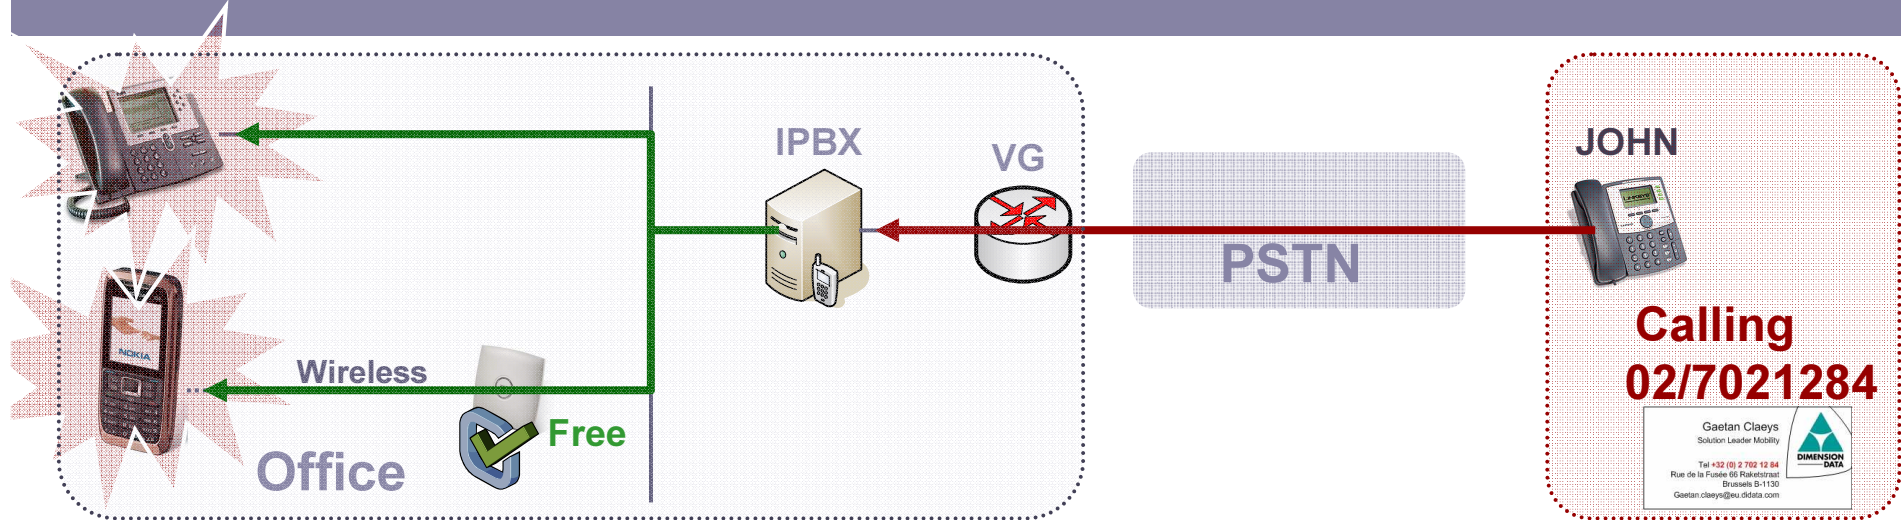 IPBX
VG
PSTN
JOHN
NOKIA
Wireless
Free
Office
Calling
02/7021284
Gaetan Claeys
Solution Leader Mobility
DIMENSION
DATA
Tel +32 (0) 2 702 12 84
Rue de la Fusée 66 Raketstraat
Brussels B-1130
Gaetan.claeys@eu.didata.com